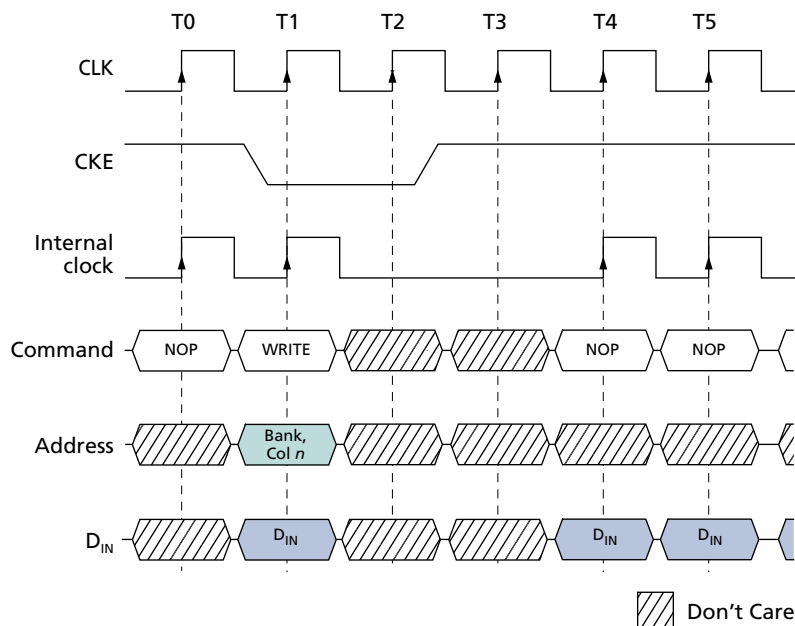 T0 T1 T2 T3 T4 T5
CLK
CKE
Internal
clock
Command NOP WRITE NOP NOP
Address Bank,
Col n
DIN DIN DIN DIN
Don't Care